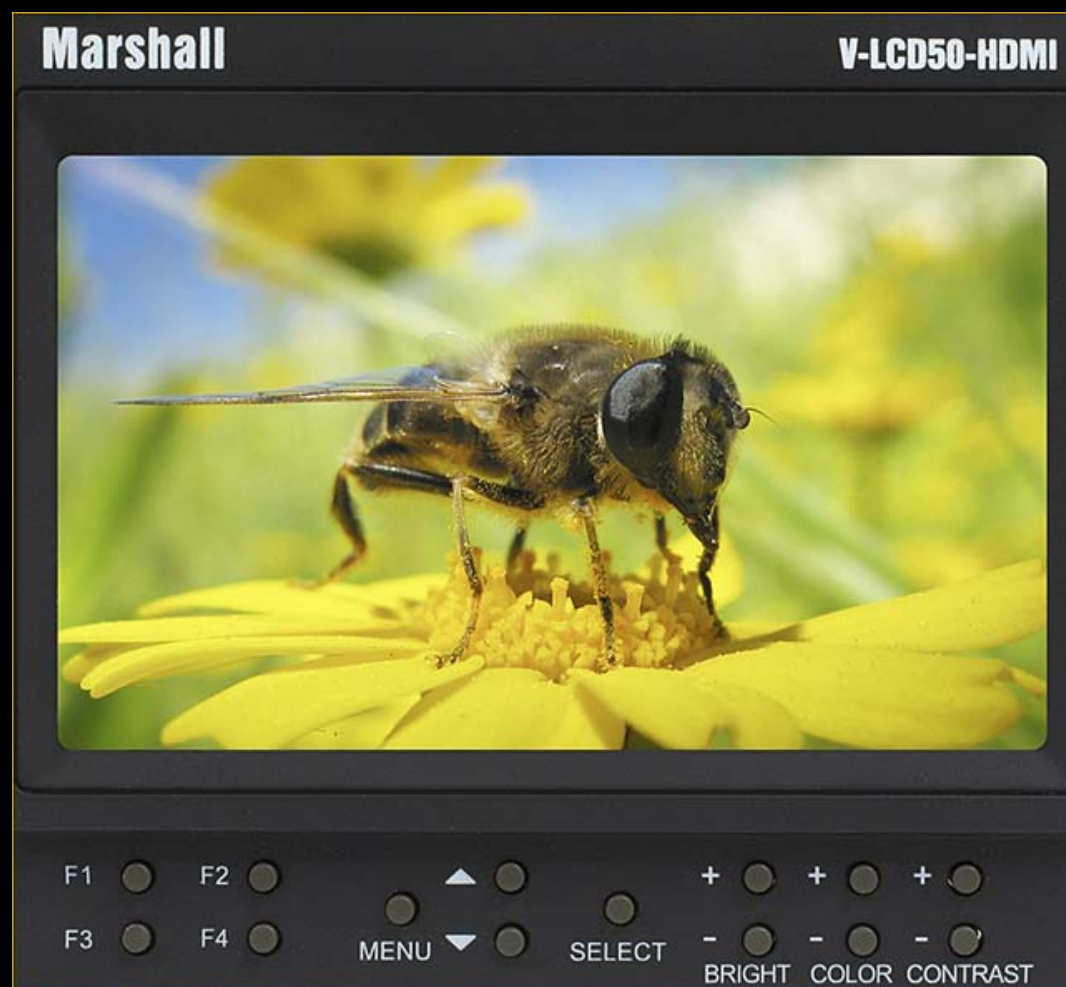 Marshall
V-LCD50-HDMI
F1
F2
F3
F4
MENU
SELECT
+
-
BRIGHT
+
-
COLOR
+
-
CONTRAST